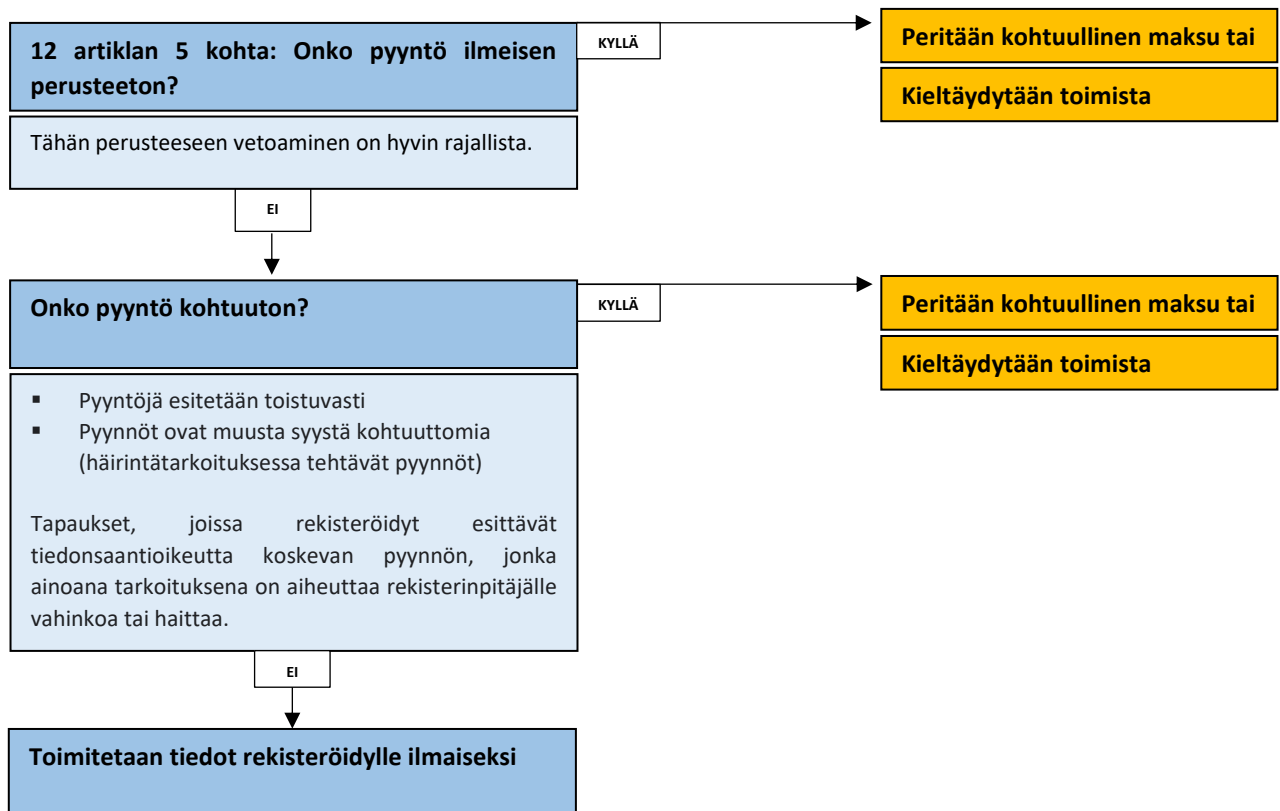 12 artiklan 5 kohta: Onko pyyntö ilmeisen
perusteeton?
KYLLÄ
Peritään kohtuullinen maksu tai
Kieltäydytään toimista
Tähän perusteeseen vetoaminen on hyvin rajallista.
EI
Onko pyyntö kohtuuton?
KYLLÄ
Peritään kohtuullinen maksu tai
Kieltäydytään toimista
▪ Pyyntöjä esitetään toistuvasti
▪ Pyynnöt ovat muusta syystä kohtuuttomia
(häirintätarkoituksessa tehtävät pyynnöt)
Tapaukset, joissa rekisteröidyt esittävät
tiedonsaantioikeutta koskevan pyynnön, jonka
ainoana tarkoituksena on aiheuttaa rekisterinpitäjälle
vahinkoa tai haittaa.
EI
Toimitetaan tiedot rekisteröidylle ilmaiseksi